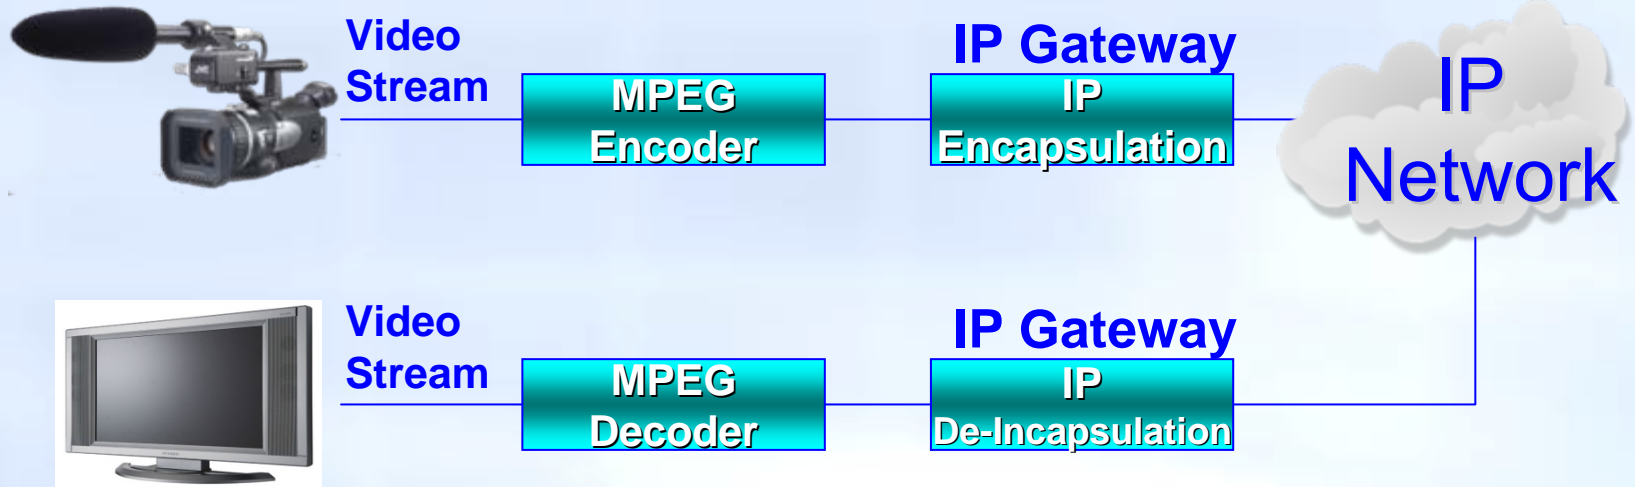 Video
Stream
MPEG
Encoder
IP Gateway
IP
Encapsulation
IP
Network
Video
Stream
MPEG
Decoder
IP Gateway
IP
De-Incapsulation